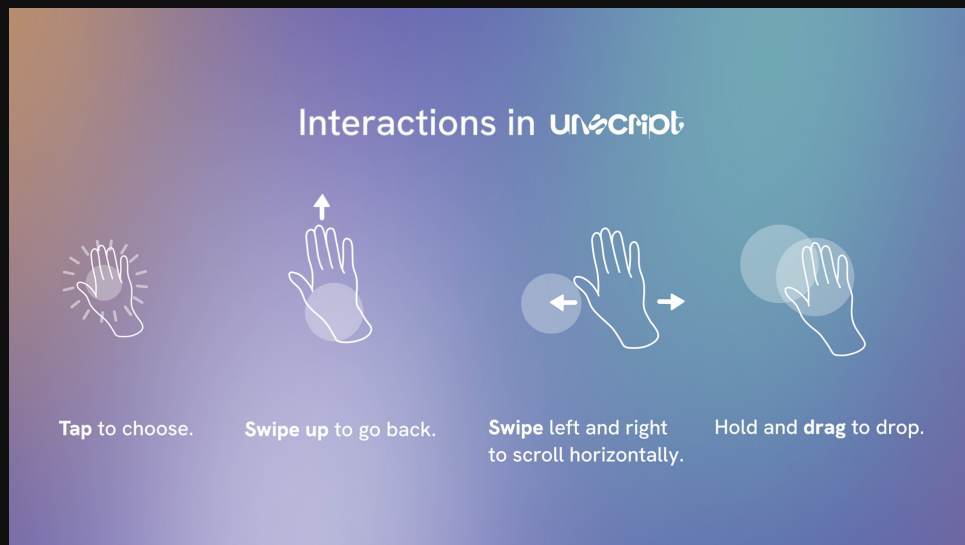 Interactions in unscript
Tap to choose.
Swipe up to go back.
Swipe left and right
to scroll horizontally.
Hold and drag to drop.